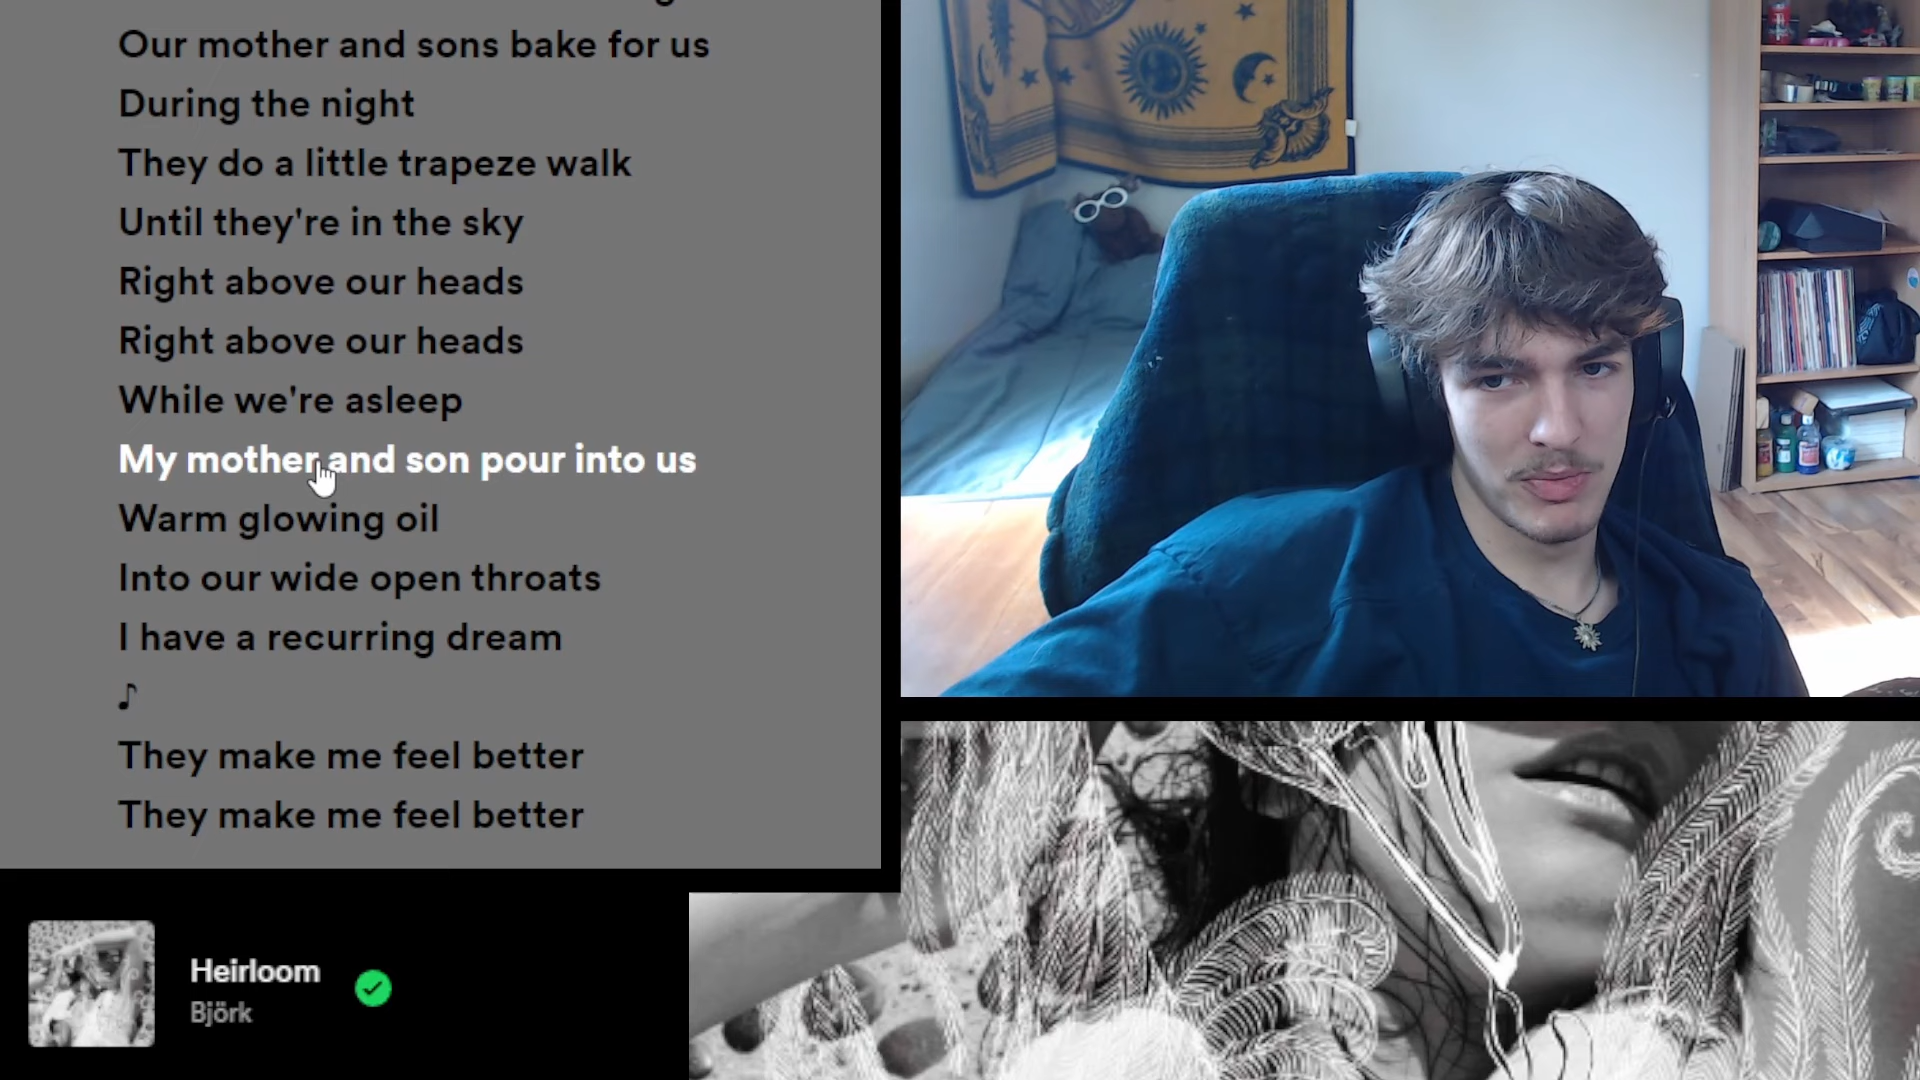 Our mother and sons bake for us
During the night
They do a little trapeze walk
Until they're in the sky
Right above our heads
Right above our heads
While we're asleep
My mother and son pour into us
Warm glowing oil
Into our wide open throats
I have a recurring dream
♪
They make me feel better
They make me feel better
Heirloom
Björk